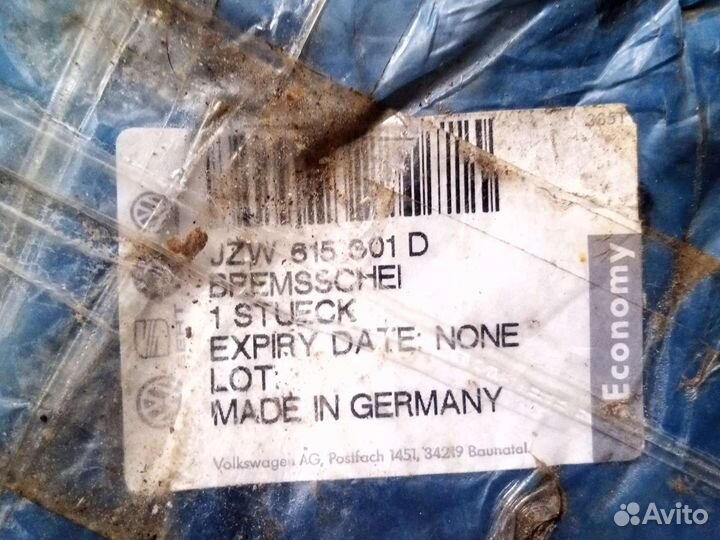 JZW 615 301 D
BREMSSCHEI
1 STUECK
EXPIRY DATE: NONE
LOT:
MADE IN GERMANY
Economy
Volkswagen AG, Postfach 1451, 34219 Baunatal
Avito